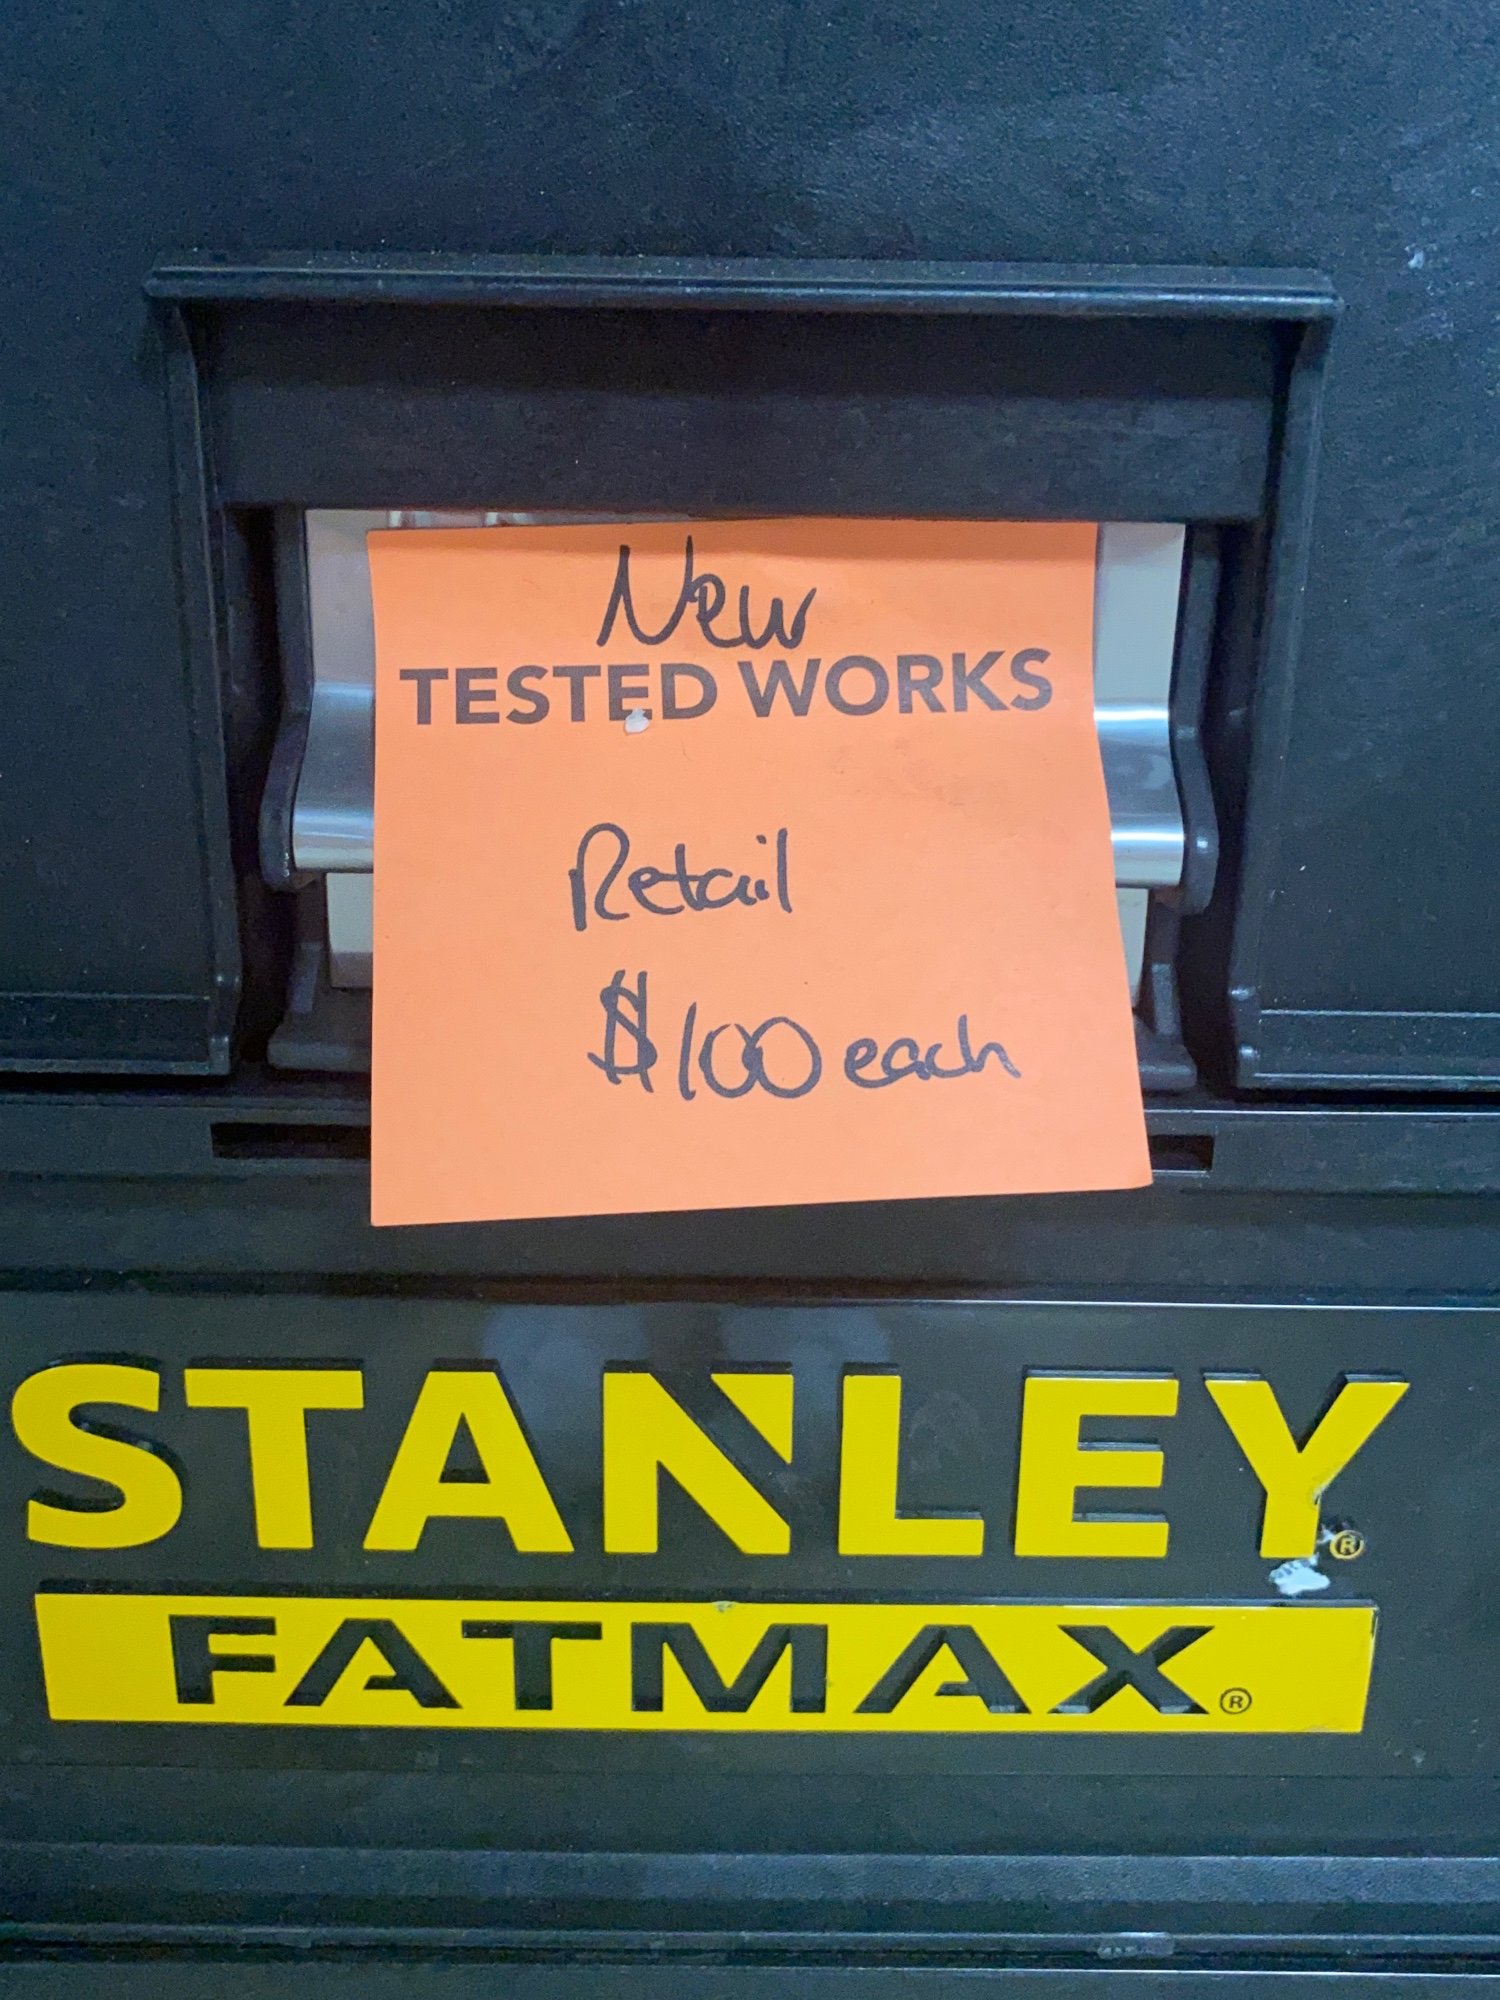 New
TESTED WORKS
Retail
$100 each
STANLEY®
FATMAX®